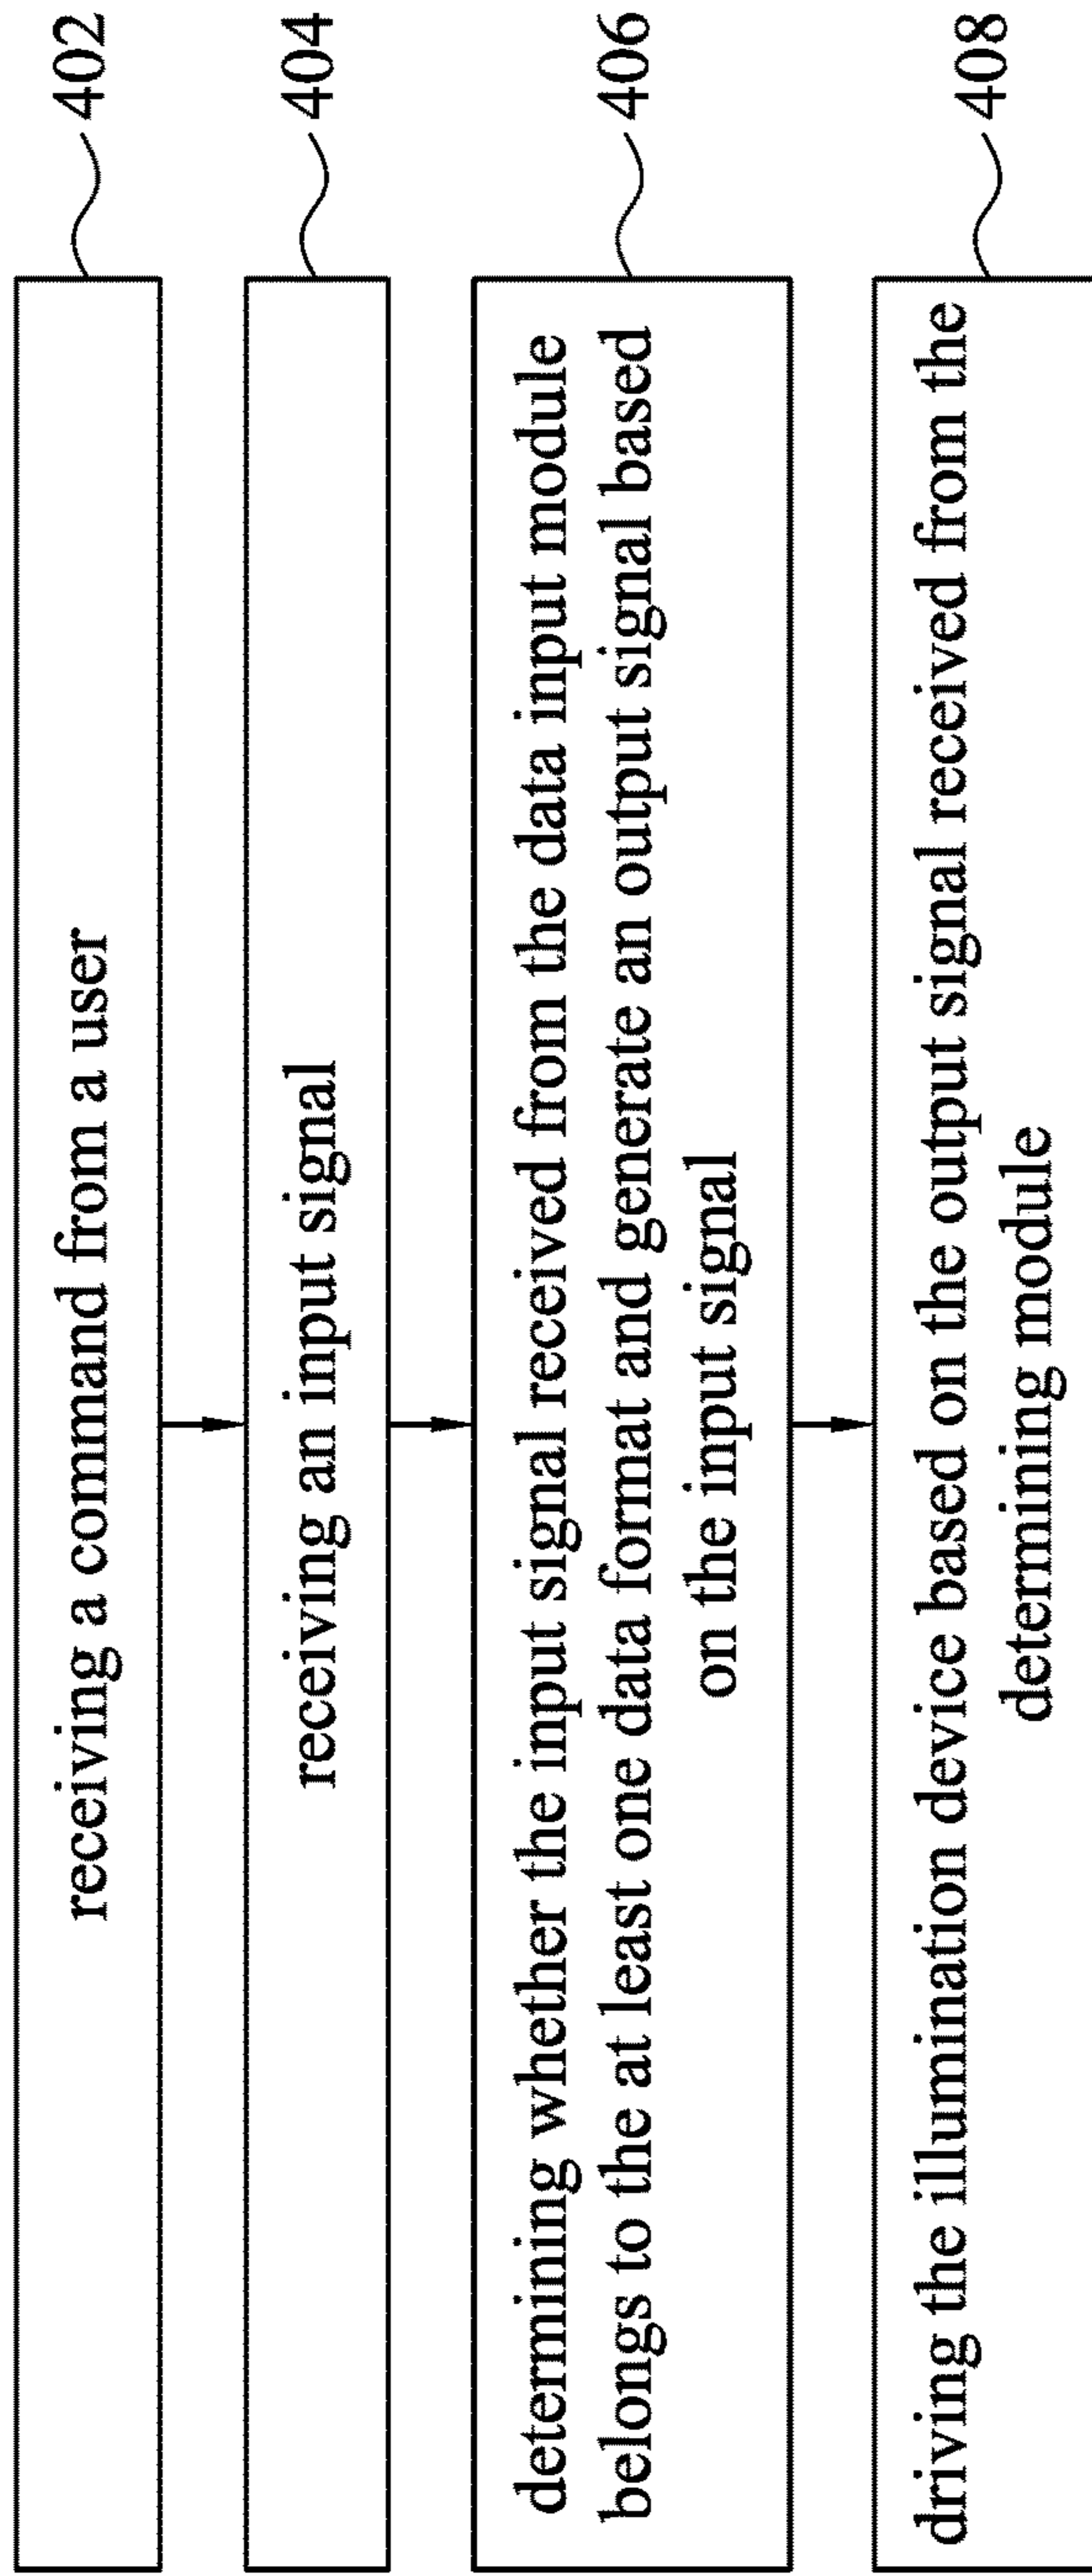 receiving a command from a user
402
receiving an input signal
404
determining whether the input signal received from the data input module
belongs to the at least one data format and generate an output signal based
on the input signal
406
driving the illumination device based on the output signal received from the
determining module
408